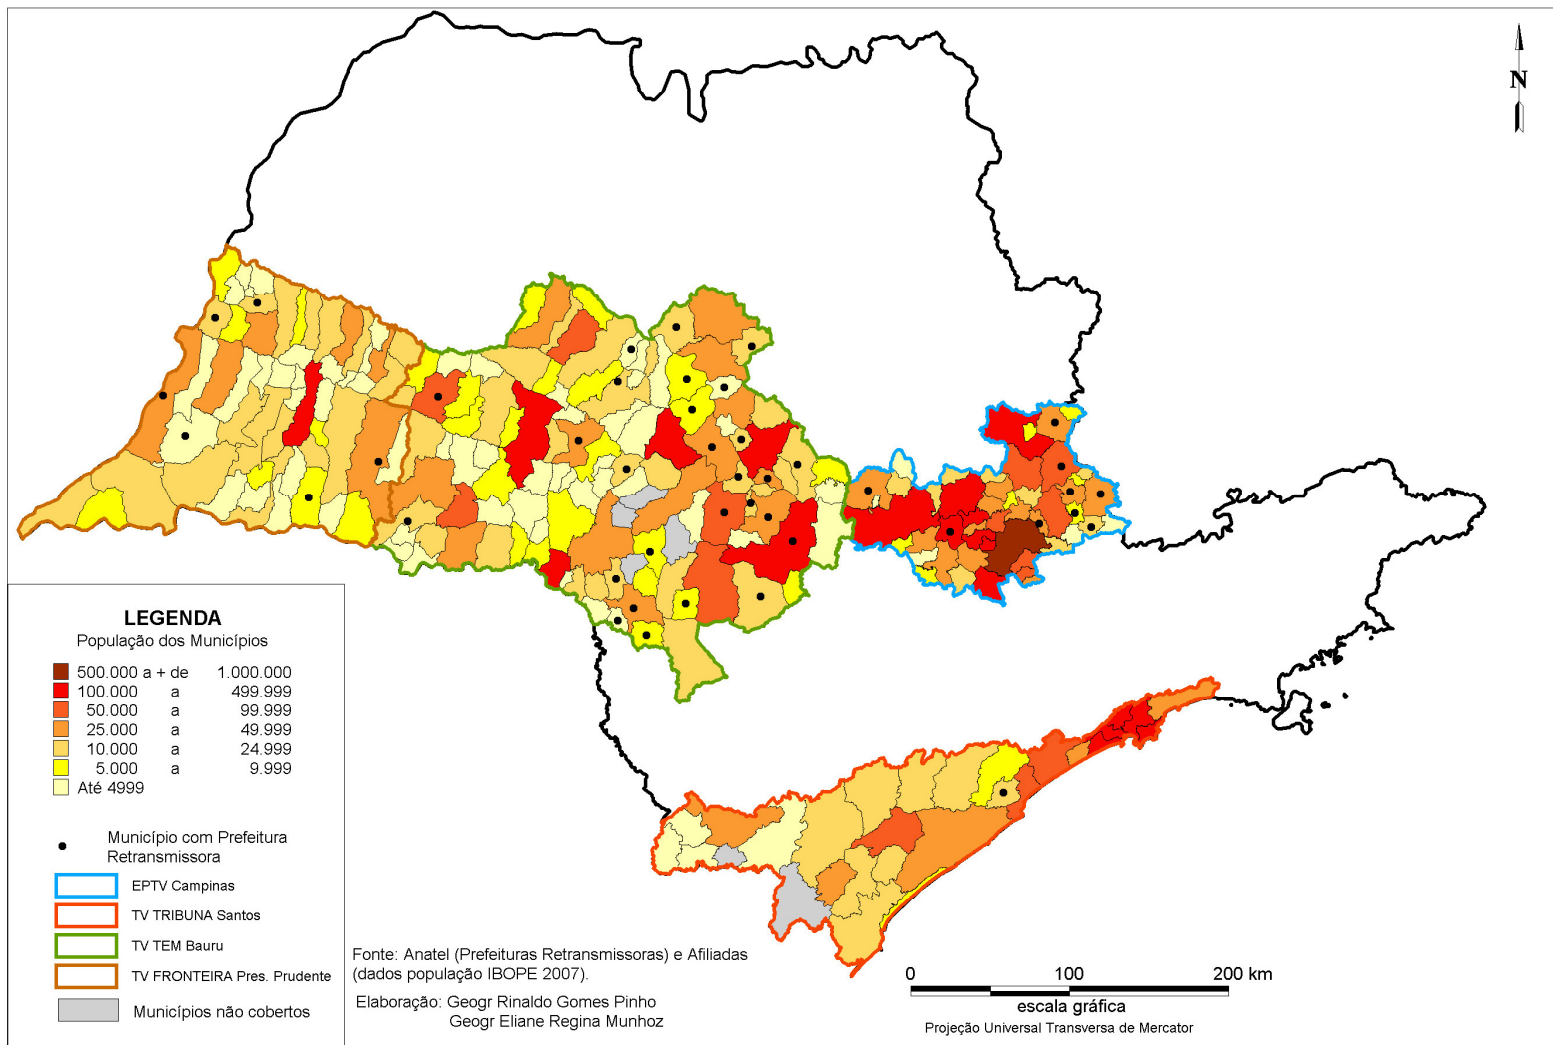 N
LEGENDA
População dos Municípios
500.000 a + de 1.000.000
100.000 a 499.999
50.000 a 99.999
25.000 a 49.999
10.000 a 24.999
5.000 a 9.999
Até 4999
Município com Prefeitura
Retransmissora
EPTV Campinas
TV TRIBUNA Santos
TV TEM Bauru
TV FRONTEIRA Pres. Prudente
Municípios não cobertos
Fonte: Anatel (Prefeituras Retransmissoras) e Afiliadas
(dados população IBOPE 2007).
Elaboração: Geogr Rinaldo Gomes Pinho
Geogr Eliane Regina Munhoz
0 100 200 km
escala gráfica
Projeção Universal Transversa de Mercator